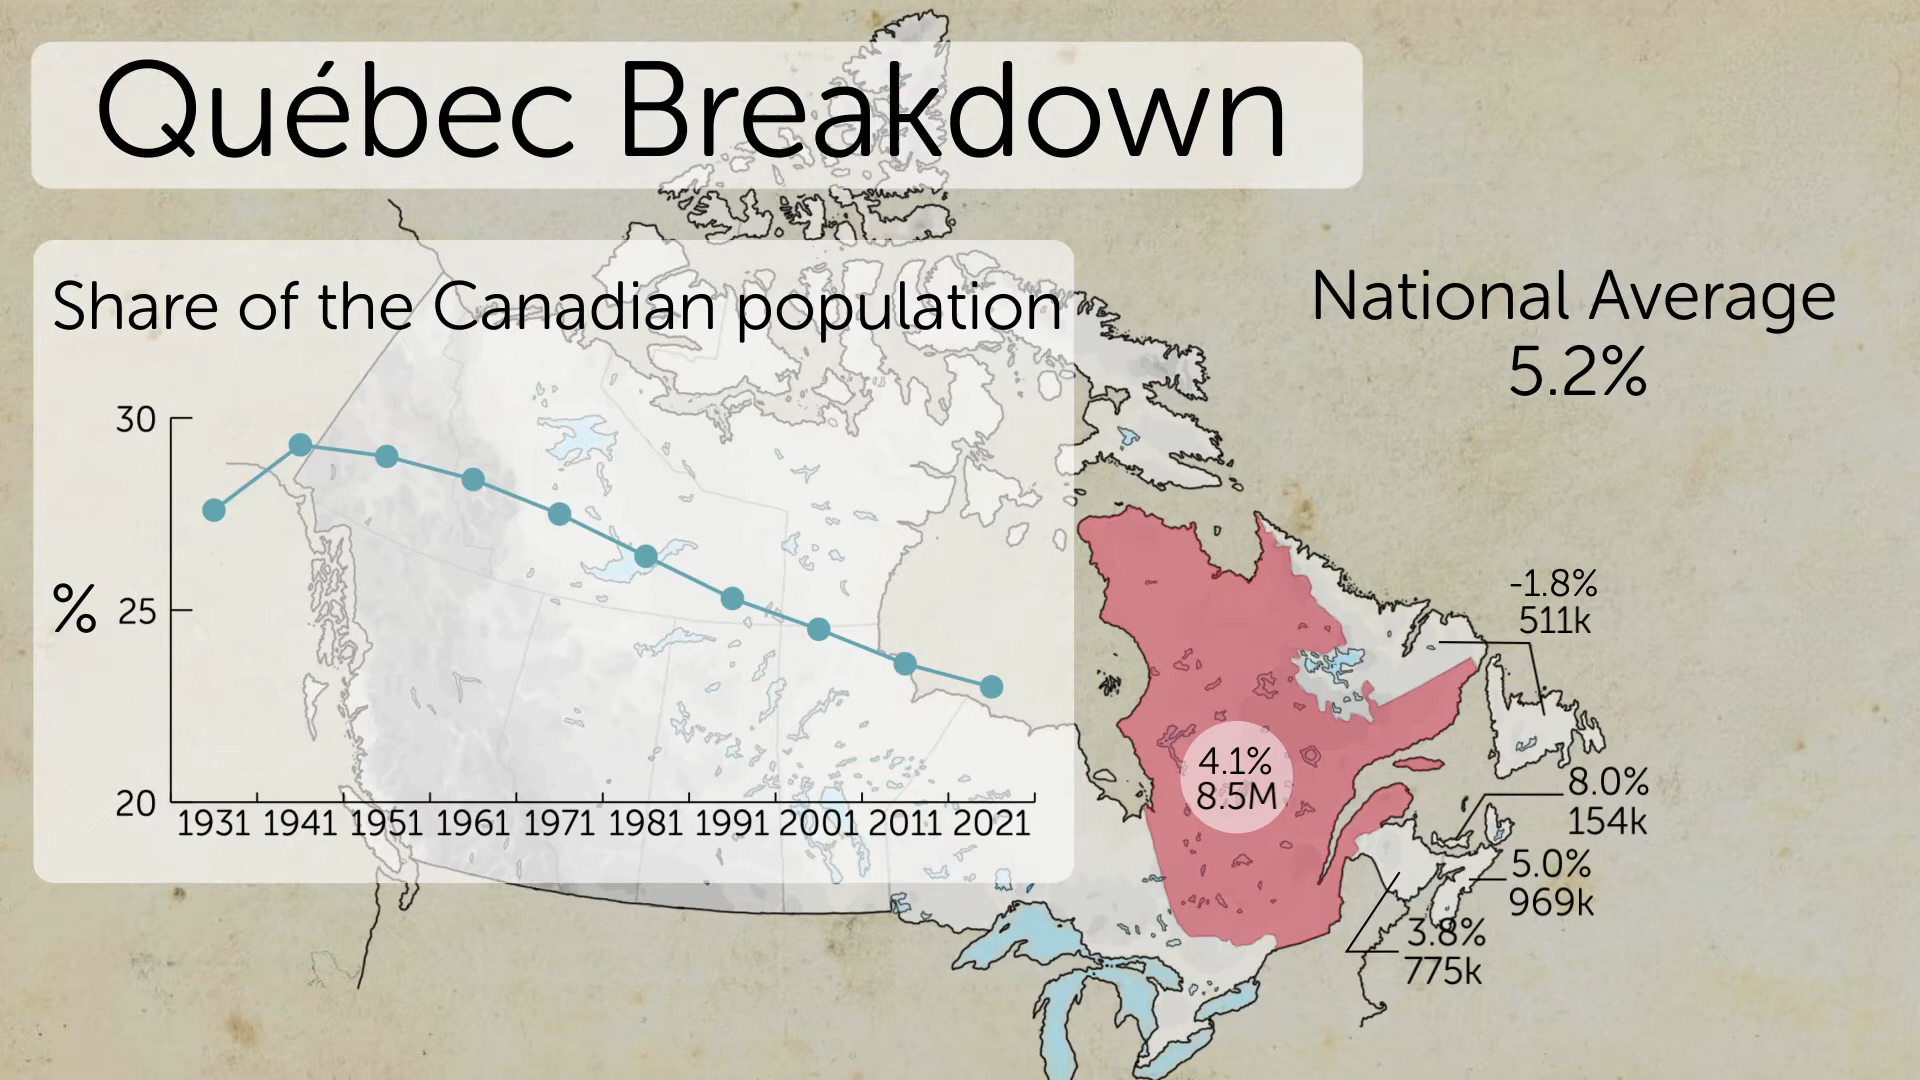 Québec Breakdown
Share of the Canadian population
National Average
5.2%
30
%
25
20
1931 1941 1951 1961 1971 1981 1991 2001 2011 2021
-1.8%
511k
4.1%
8.5M
8.0%
154k
5.0%
969k
3.8%
775k